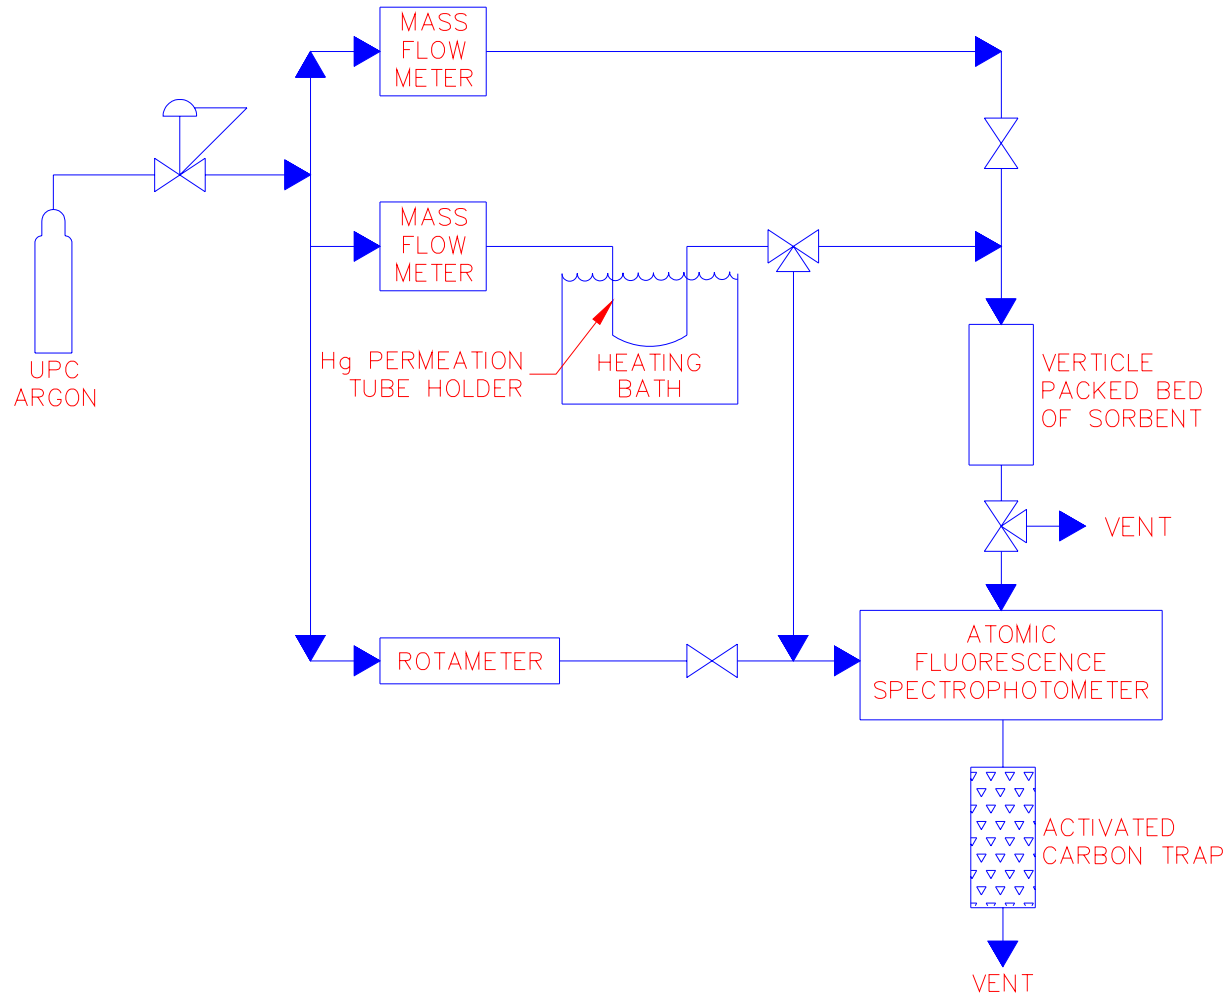 MASS
FLOW
METER
MASS
FLOW
METER
UPC
ARGON
Hg PERMEATION
TUBE HOLDER
HEATING
BATH
VERTICLE
PACKED BED
OF SORBENT
VENT
ROTAMETER
ATOMIC
FLUORESCENCE
SPECTROPHOTOMETER
ACTIVATED
CARBON TRAP
VENT